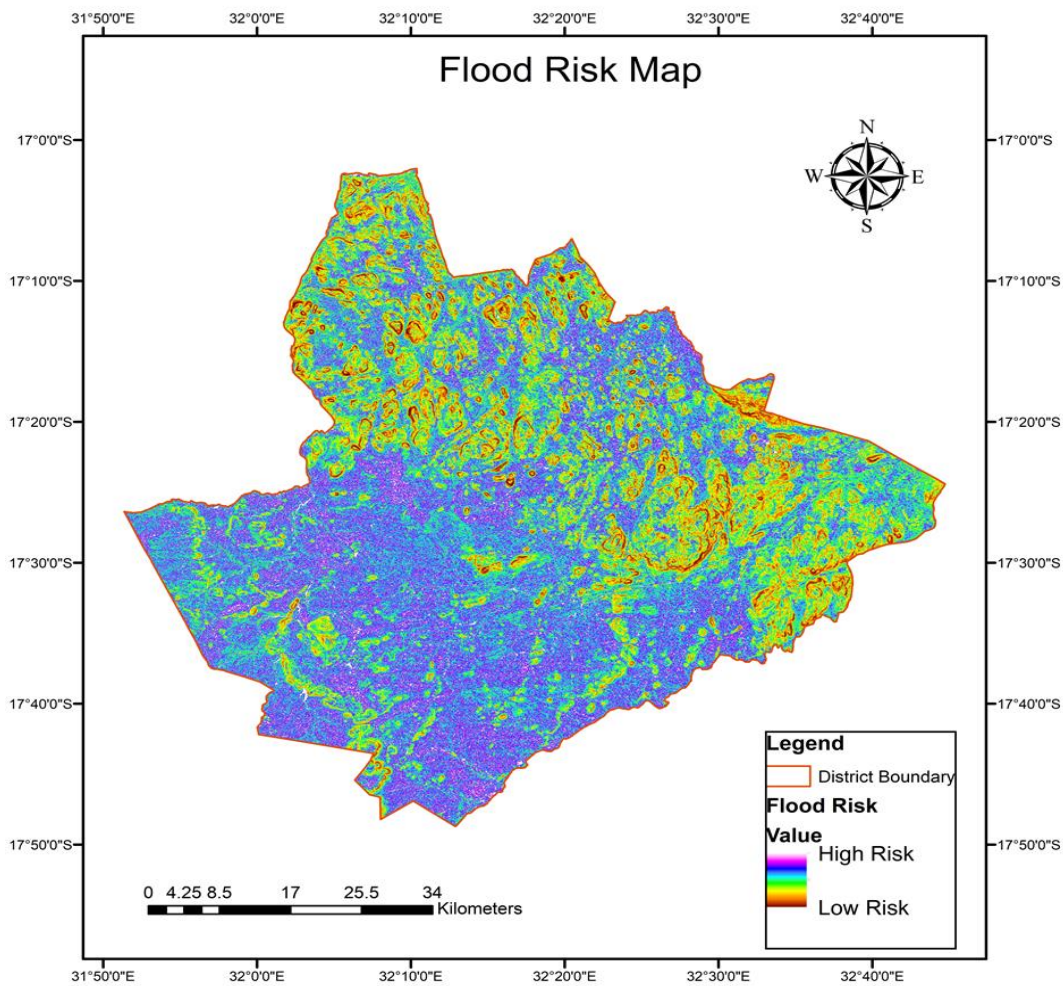 31°50'0"E 32°0'0"E 32°10'0"E 32°20'0"E 32°30'0"E 32°40'0"E
Flood Risk Map
N
W E
S
17°0'0"S 17°0'0"S
17°10'0"S 17°10'0"S
17°20'0"S 17°20'0"S
17°30'0"S 17°30'0"S
17°40'0"S 17°40'0"S
17°50'0"S 17°50'0"S
Legend
District Boundary
Flood Risk
Value
High Risk
Low Risk
0 4.25 8.5 17 25.5 34
Kilometers
31°50'0"E 32°0'0"E 32°10'0"E 32°20'0"E 32°30'0"E 32°40'0"E